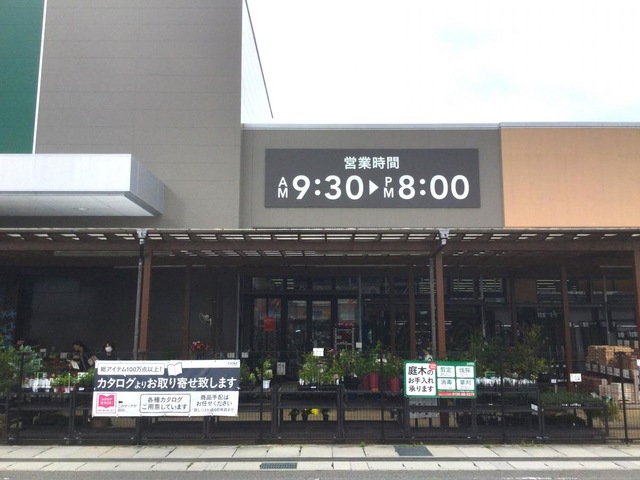 営業時間
AM 9:30 ▶ PM 8:00
総アイテム100万点以上!
カタログよりお取り寄せ致します
各種カタログ
ご用意しています
商品手配は
お任せください
庭木の
お手入れ
承ります
剪定
伐採
消毒
草刈